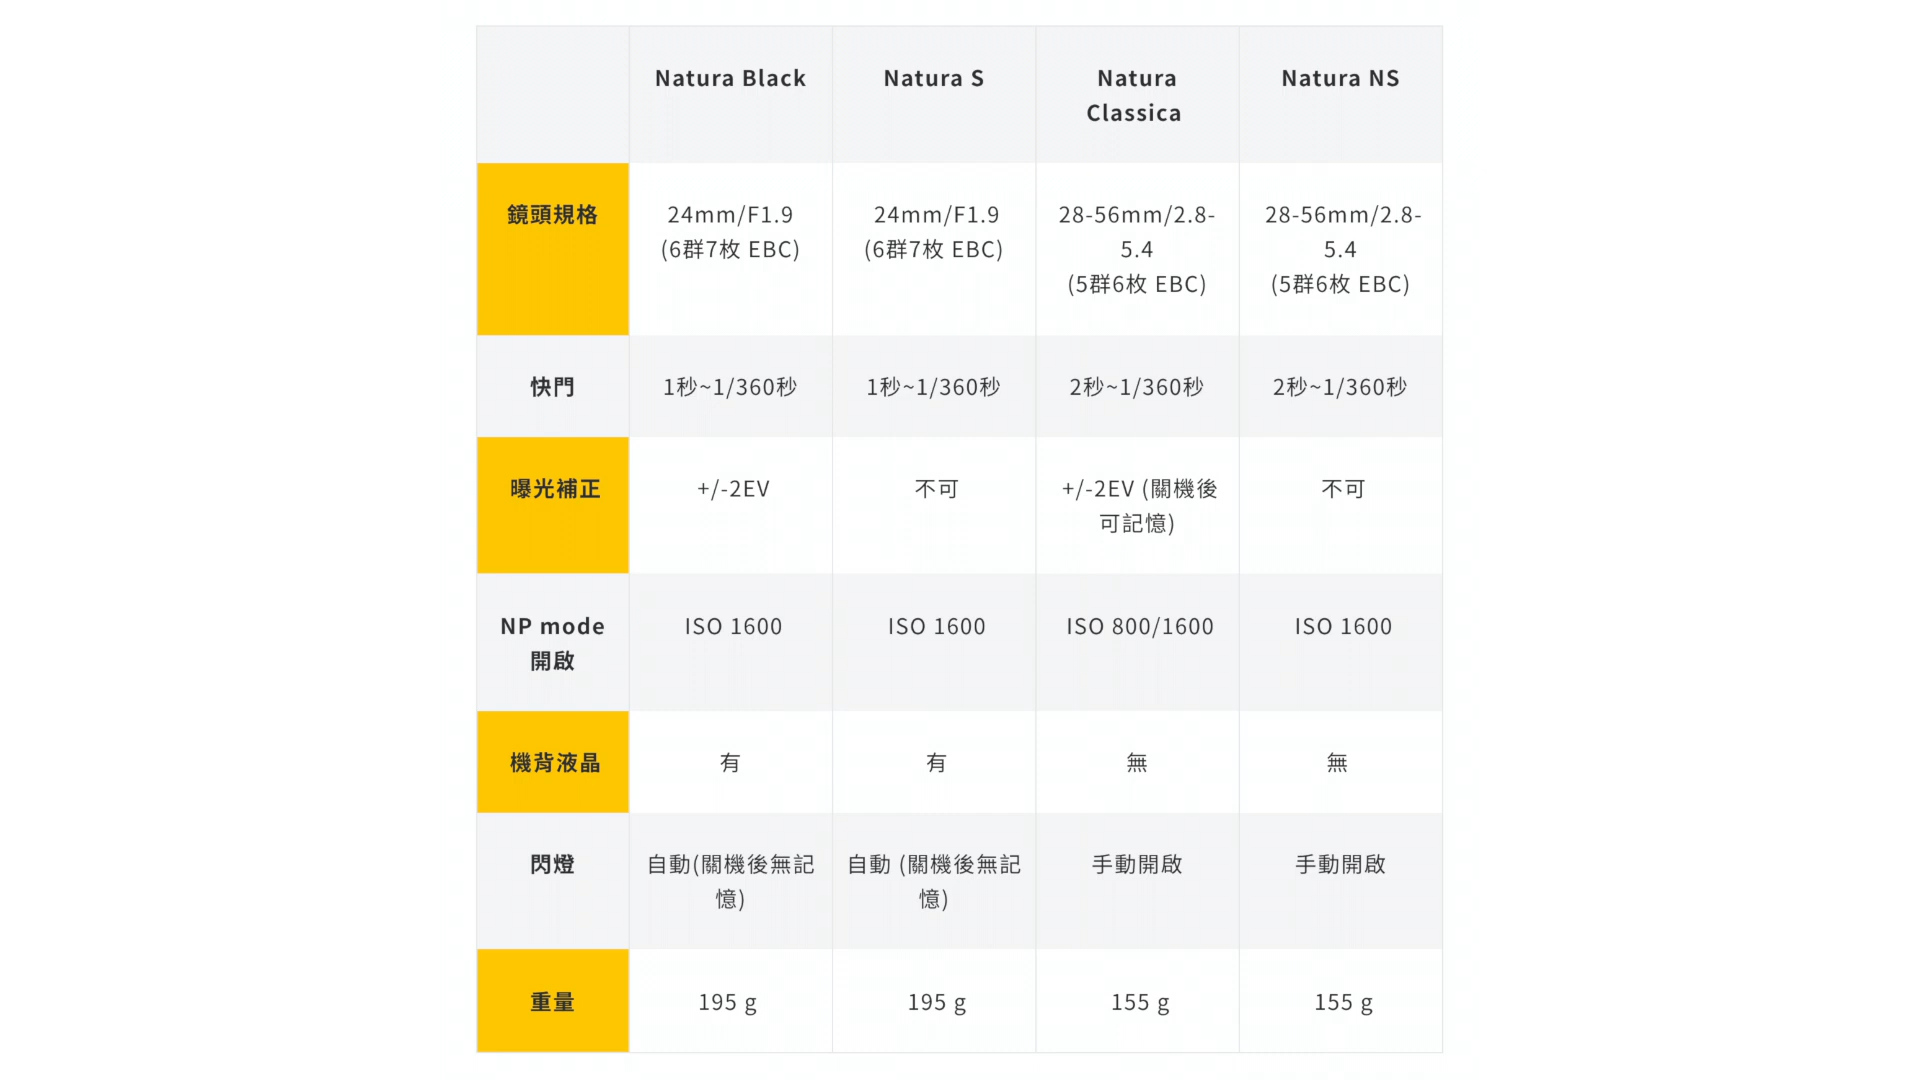 Natura Black
Natura S
Natura
Classica
Natura NS
鏡頭規格
24mm/F1.9
(6群7枚 EBC)
24mm/F1.9
(6群7枚 EBC)
28-56mm/2.8-
5.4
(5群6枚 EBC)
28-56mm/2.8-
5.4
(5群6枚 EBC)
快門
1秒~1/360秒
1秒~1/360秒
2秒~1/360秒
2秒~1/360秒
曝光補正
+/-2EV
不可
+/-2EV (關機後
可記憶)
不可
NP mode
開啟
ISO 1600
ISO 1600
ISO 800/1600
ISO 1600
機背液晶
有
有
無
無
閃燈
自動(關機後無記
憶)
自動 (關機後無記
憶)
手動開啟
手動開啟
重量
195 g
195 g
155 g
155 g